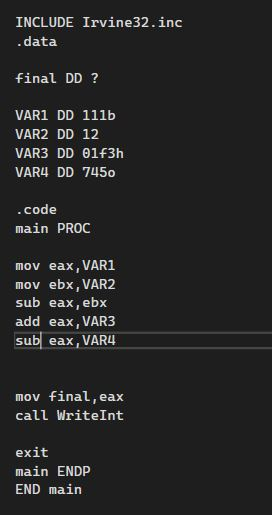 INCLUDE Irvine32.inc
.data
final DD ?
VAR1 DD 111b
VAR2 DD 12
VAR3 DD 01f3h
VAR4 DD 745o
.code
main PROC
mov eax,VAR1
mov ebx,VAR2
sub eax,ebx
add eax,VAR3
sub eax,VAR4
mov final,eax
call WriteInt
exit
main ENDP
END main